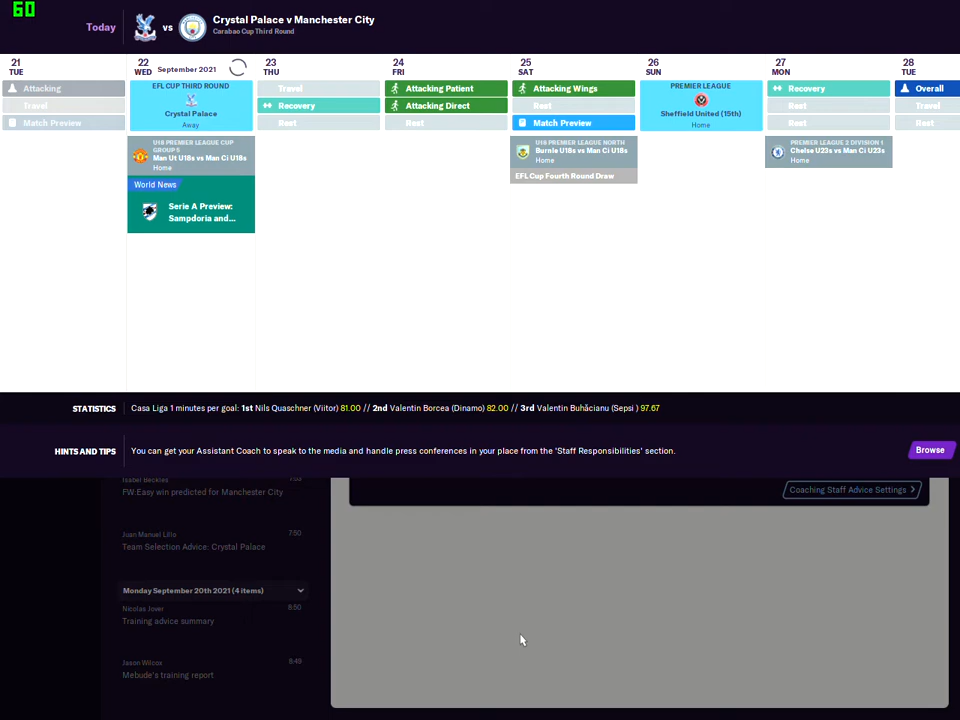 60
Today
vs
Crystal Palace v Manchester City
Carabao Cup Third Round
21
TUE
22
WED
September 2021
23
THU
24
FRI
25
SAT
26
SUN
27
MON
28
TUE
Attacking
Travel
Match Preview
EFL CUP THIRD ROUND
Crystal Palace
Away
Travel
Recovery
Rest
Attacking Patient
Attacking Direct
Rest
Attacking Wings
Rest
Match Preview
PREMIER LEAGUE
Sheffield United (15th)
Home
Recovery
Rest
Rest
Overall
Travel
Rest
U18 PREMIER LEAGUE CUP
GROUP 5
Man Ut U18s vs Man Ci U18s
Home
World News
Serie A Preview:
Sampdoria and...
U18 PREMIER LEAGUE NORTH
Burnle U18s vs Man Ci U18s
Home
EFL Cup Fourth Round Draw
PREMIER LEAGUE 2 DIVISION 1
Chelse U23s vs Man Ci U23s
Home
STATISTICS
Casa Liga 1 minutes per goal: 1st Nils Quaschner (Viitor) 81.00 // 2nd Valentin Borcea (Dinamo) 82.00 // 3rd Valentin Buhăcianu (Sepsi ) 97.67
HINTS AND TIPS
You can get your Assistant Coach to speak to the media and handle press conferences in your place from the 'Staff Responsibilities' section.
Browse
Isabel Beckles
FW: Easy win predicted for Manchester City
Coaching Staff Advice Settings
Juan Manuel Lillo
7:50
Team Selection Advice: Crystal Palace
Monday September 20th 2021 (4 items)
Nicolas Jover
8:50
Training advice summary
Jason Wilcox
8:49
Mebude's training report